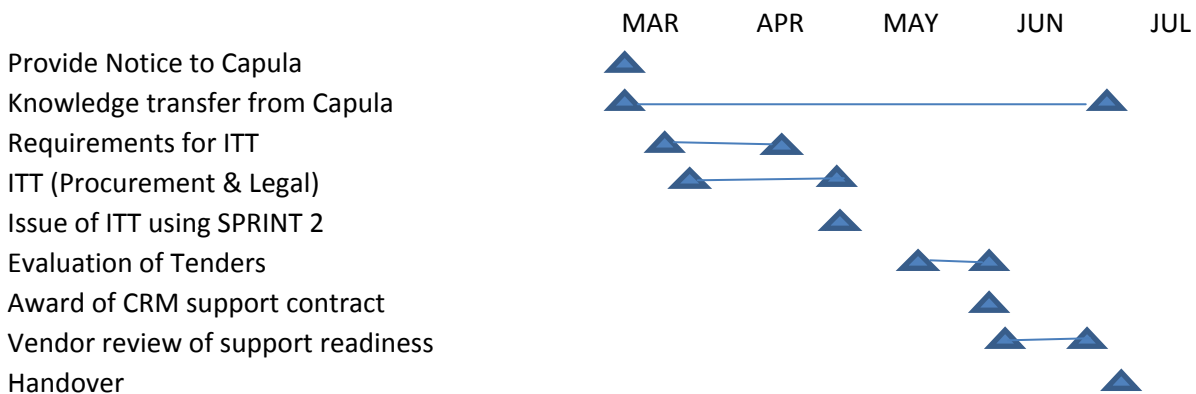 MAR APR MAY JUN JUL
Provide Notice to Capula
Knowledge transfer from Capula
Requirements for ITT
ITT (Procurement & Legal)
Issue of ITT using SPRINT 2
Evaluation of Tenders
Award of CRM support contract
Vendor review of support readiness
Handover